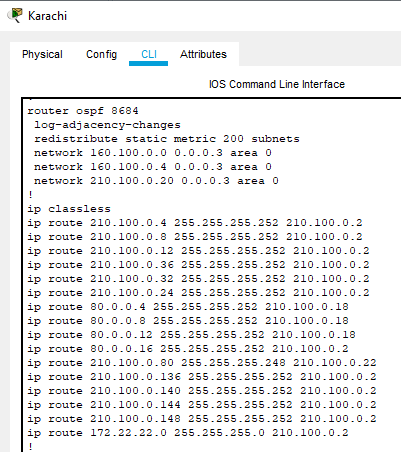 Karachi
Physical Config CLI Attributes
IOS Command Line Interface
router ospf 8684
log-adjacency-changes
redistribute static metric 200 subnets
network 160.100.0.0 0.0.0.3 area 0
network 160.100.0.4 0.0.0.3 area 0
network 210.100.0.20 0.0.0.3 area 0
!
ip classless
ip route 210.100.0.4 255.255.255.252 210.100.0.2
ip route 210.100.0.8 255.255.255.252 210.100.0.2
ip route 210.100.0.12 255.255.255.252 210.100.0.2
ip route 210.100.0.36 255.255.255.252 210.100.0.2
ip route 210.100.0.32 255.255.255.252 210.100.0.2
ip route 210.100.0.24 255.255.255.252 210.100.0.2
ip route 80.0.0.4 255.255.255.252 210.100.0.18
ip route 80.0.0.8 255.255.255.252 210.100.0.18
ip route 80.0.0.12 255.255.255.252 210.100.0.18
ip route 80.0.0.16 255.255.255.252 210.100.0.2
ip route 210.100.0.80 255.255.255.248 210.100.0.22
ip route 210.100.0.136 255.255.255.252 210.100.0.2
ip route 210.100.0.140 255.255.255.252 210.100.0.2
ip route 210.100.0.144 255.255.255.252 210.100.0.2
ip route 210.100.0.148 255.255.255.252 210.100.0.2
ip route 172.22.22.0 255.255.255.0 210.100.0.2
!